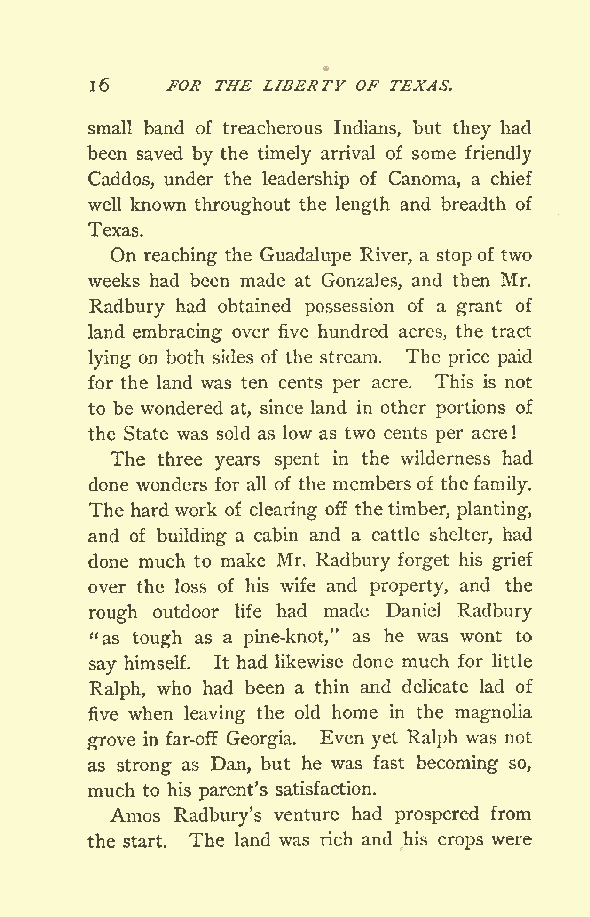 16 FOR THE LIBERTY OF TEXAS.
small band of treacherous Indians, but they had
been saved by the timely arrival of some friendly
Caddos, under the leadership of Canoma, a chief
well known throughout the length and breadth of
Texas.
On reaching the Guadalupe River, a stop of two
weeks had been made at Gonzales, and then Mr.
Radbury had obtained possession of a grant of
land embracing over five hundred acres, the tract
lying on both sides of the stream. The price paid
for the land was ten cents per acre. This is not
to be wondered at, since land in other portions of
the State was sold as low as two cents per acre!
The three years spent in the wilderness had
done wonders for all of the members of the family.
The hard work of clearing off the timber, planting,
and of building a cabin and a cattle shelter, had
done much to make Mr. Radbury forget his grief
over the loss of his wife and property, and the
rough outdoor life had made Daniel Radbury
"as tough as a pine-knot," as he was wont to
say himself. It had likewise done much for little
Ralph, who had been a thin and delicate lad of
five when leaving the old home in the magnolia
grove in far-off Georgia. Even yet Ralph was not
as strong as Dan, but he was fast becoming so,
much to his parent's satisfaction.
Amos Radbury's venture had prospered from
the start. The land was rich and his crops were